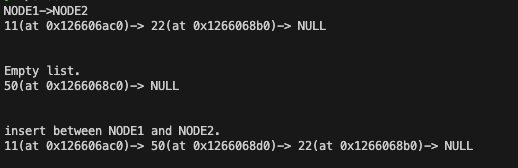 NODE1->NODE2
11(at 0x126606ac0)-> 22(at 0x1266068b0)-> NULL
Empty list.
50(at 0x1266068c0)-> NULL
insert between NODE1 and NODE2.
11(at 0x126606ac0)-> 50(at 0x1266068d0)-> 22(at 0x1266068b0)-> NULL